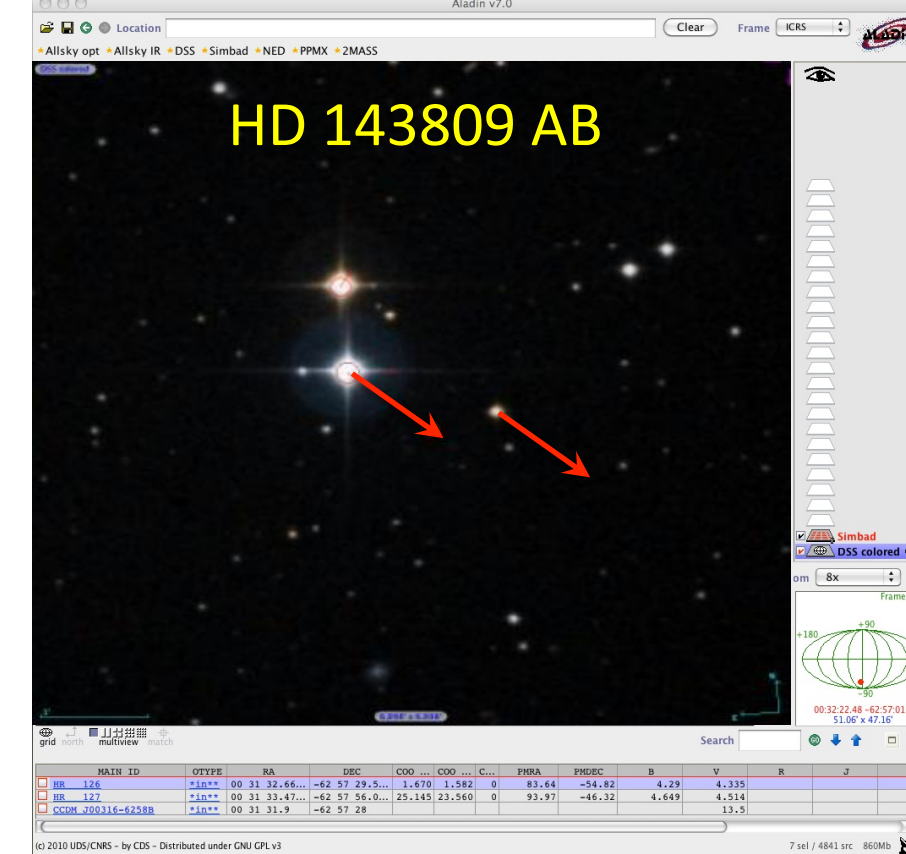 Aladin v7.0
Location Clear Frame ICRS
Allsky opt Allsky IR DSS Simbad NED PPMX 2MASS
DSS colored
HD 143809 AB
Simbad
DSS colored
om 8x
Frame
+90
+180
-90
00:32:22.48 -62:57:01
51.06' x 47.16'
1'
N
E
grid north multiview match Search GO
MAIN ID OTYPE RA DEC COO ... COO ... C... PMRA PMDEC B V R J
HR 126 *in** 00 31 32.66... -62 57 29.5... 1.670 1.582 0 83.64 -54.82 4.29 4.335
HR 127 *in** 00 31 33.47... -62 57 56.0... 25.145 23.560 0 93.97 -46.32 4.649 4.514
CCDM J00316-6258B *in** 00 31 31.9 -62 57 28 13.5
(c) 2010 UDS/CNRS - by CDS - Distributed under GNU GPL v3 7 sel / 4841 src 860Mb